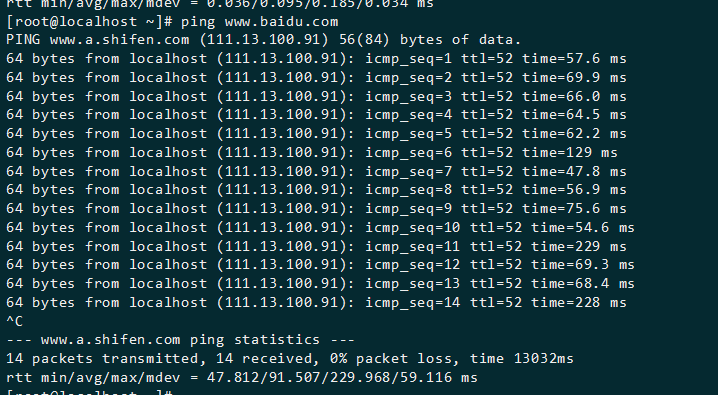 rtt min/avg/max/mdev = 0.036/0.095/0.185/0.034 ms
[root@localhost ~]# ping www.baidu.com
PING www.a.shifen.com (111.13.100.91) 56(84) bytes of data.
64 bytes from localhost (111.13.100.91): icmp_seq=1 ttl=52 time=57.6 ms
64 bytes from localhost (111.13.100.91): icmp_seq=2 ttl=52 time=69.9 ms
64 bytes from localhost (111.13.100.91): icmp_seq=3 ttl=52 time=66.0 ms
64 bytes from localhost (111.13.100.91): icmp_seq=4 ttl=52 time=64.5 ms
64 bytes from localhost (111.13.100.91): icmp_seq=5 ttl=52 time=62.2 ms
64 bytes from localhost (111.13.100.91): icmp_seq=6 ttl=52 time=129 ms
64 bytes from localhost (111.13.100.91): icmp_seq=7 ttl=52 time=47.8 ms
64 bytes from localhost (111.13.100.91): icmp_seq=8 ttl=52 time=56.9 ms
64 bytes from localhost (111.13.100.91): icmp_seq=9 ttl=52 time=75.6 ms
64 bytes from localhost (111.13.100.91): icmp_seq=10 ttl=52 time=54.6 ms
64 bytes from localhost (111.13.100.91): icmp_seq=11 ttl=52 time=229 ms
64 bytes from localhost (111.13.100.91): icmp_seq=12 ttl=52 time=69.3 ms
64 bytes from localhost (111.13.100.91): icmp_seq=13 ttl=52 time=68.4 ms
64 bytes from localhost (111.13.100.91): icmp_seq=14 ttl=52 time=228 ms
^C
--- www.a.shifen.com ping statistics ---
14 packets transmitted, 14 received, 0% packet loss, time 13032ms
rtt min/avg/max/mdev = 47.812/91.507/229.968/59.116 ms
[root@localhost ~]#